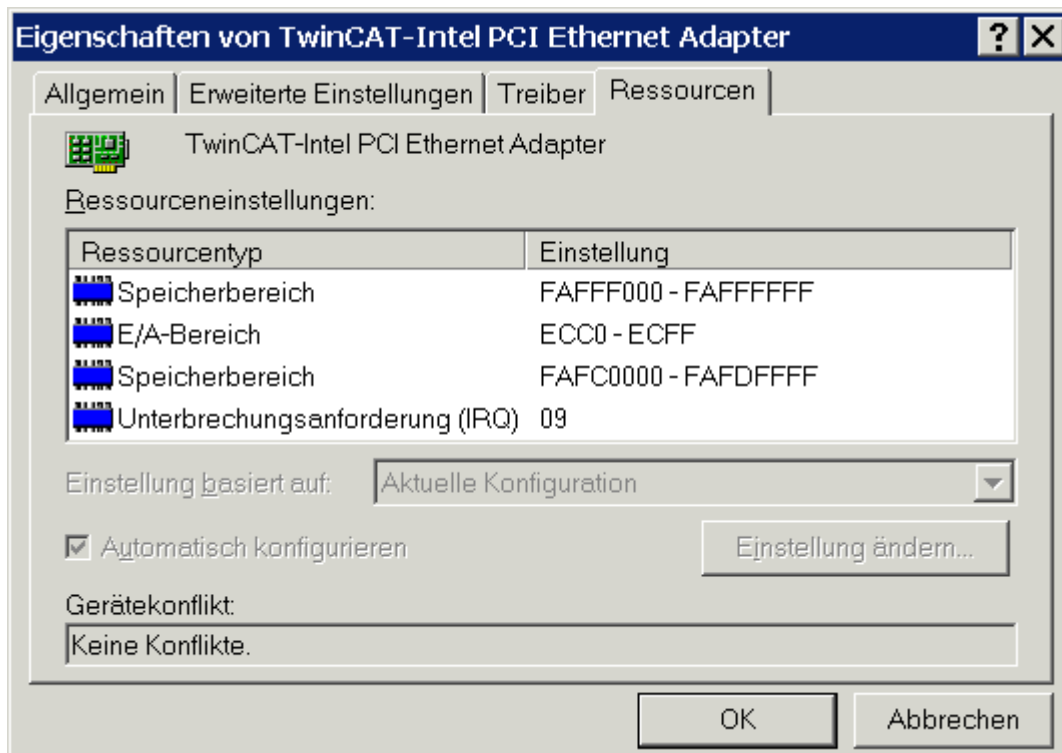 Eigenschaften von TwinCAT-Intel PCI Ethernet Adapter
Allgemein Erweiterte Einstellungen Treiber Ressourcen
TwinCAT-Intel PCI Ethernet Adapter
Ressourceneinstellungen:
Ressourcentyp Einstellung
Speicherbereich FAFFF000 - FAFFFFFF
E/A-Bereich ECC0 - ECFF
Speicherbereich FAFC0000 - FAFDFFFF
Unterbrechungsanforderung (IRQ) 09
Einstellung basiert auf: Aktuelle Konfiguration
Automatisch konfigurieren Einstellung ändern...
Gerätekonflikt:
Keine Konflikte.
OK Abbrechen